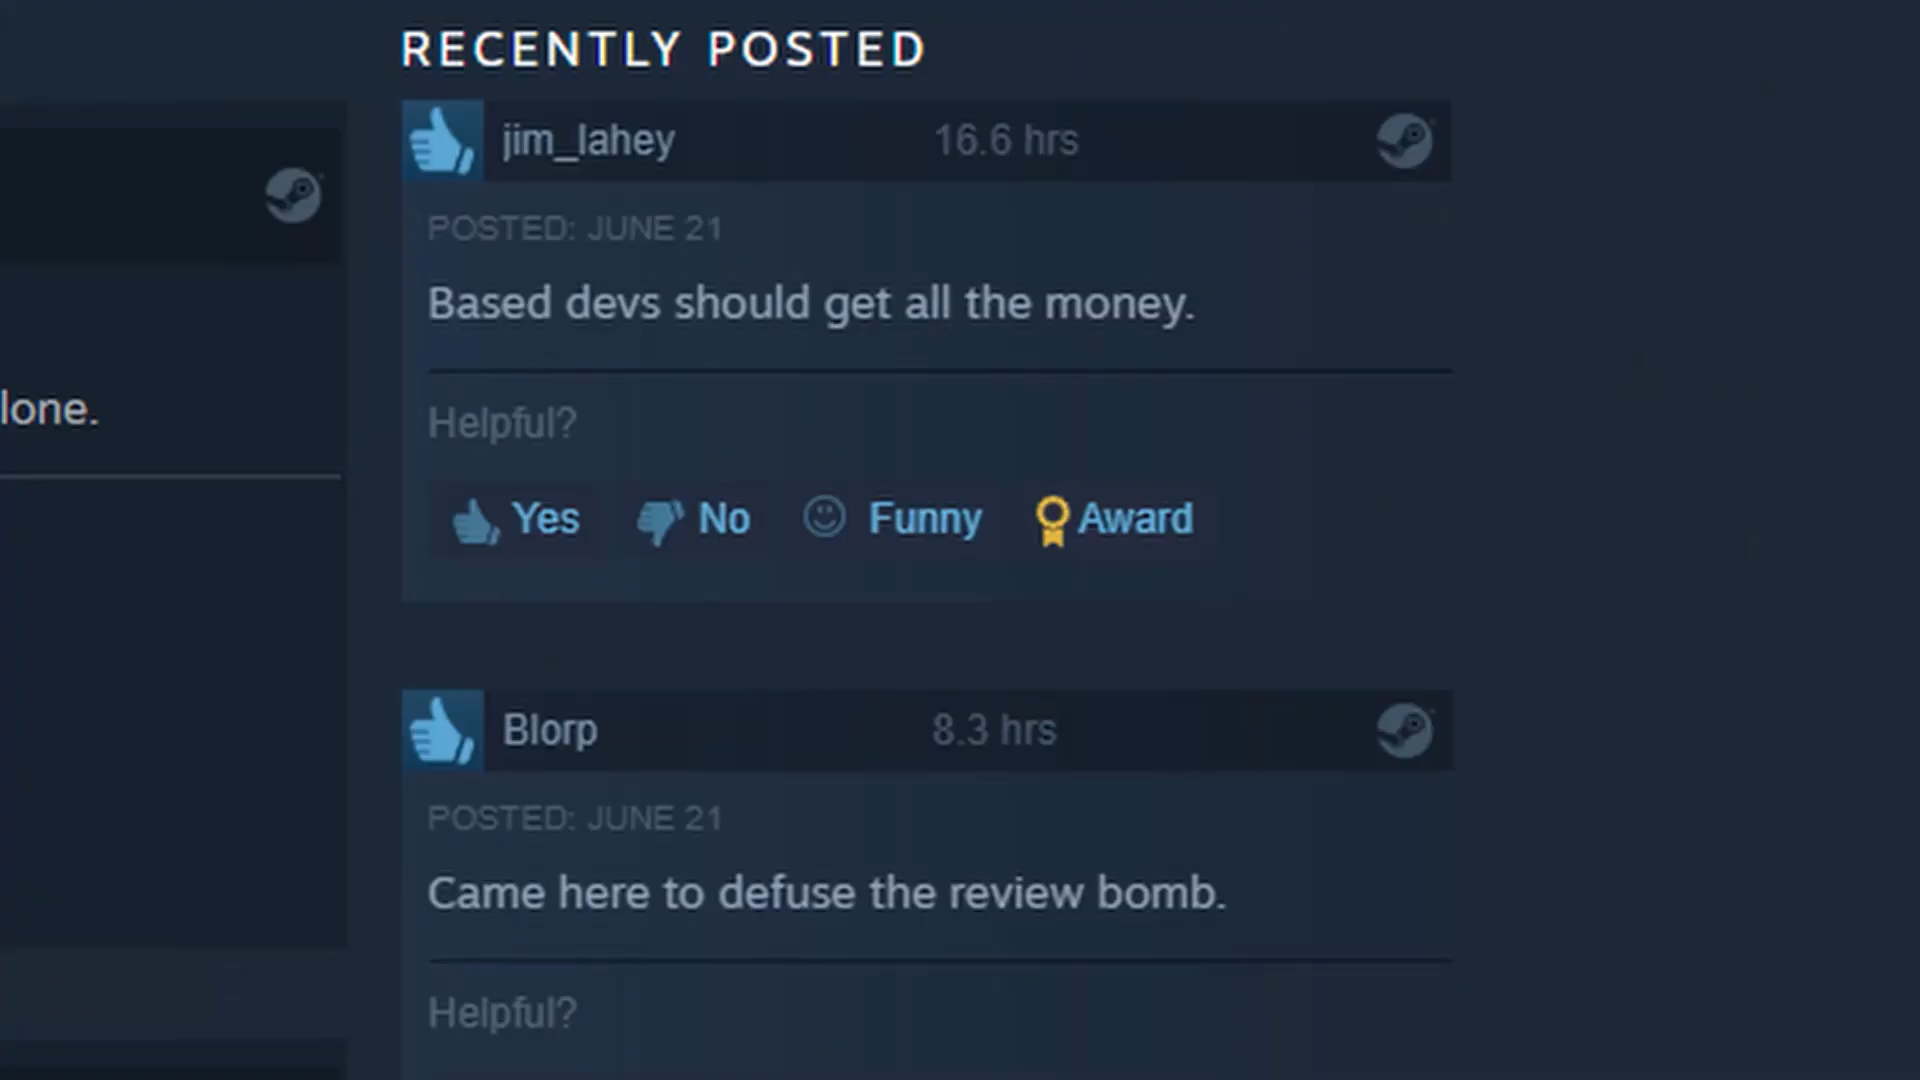 RECENTLY POSTED
jim_lahey 16.6 hrs
POSTED: JUNE 21
Based devs should get all the money.
lone.
Helpful?
Yes No Funny Award
Blorp 8.3 hrs
POSTED: JUNE 21
Came here to defuse the review bomb.
Helpful?